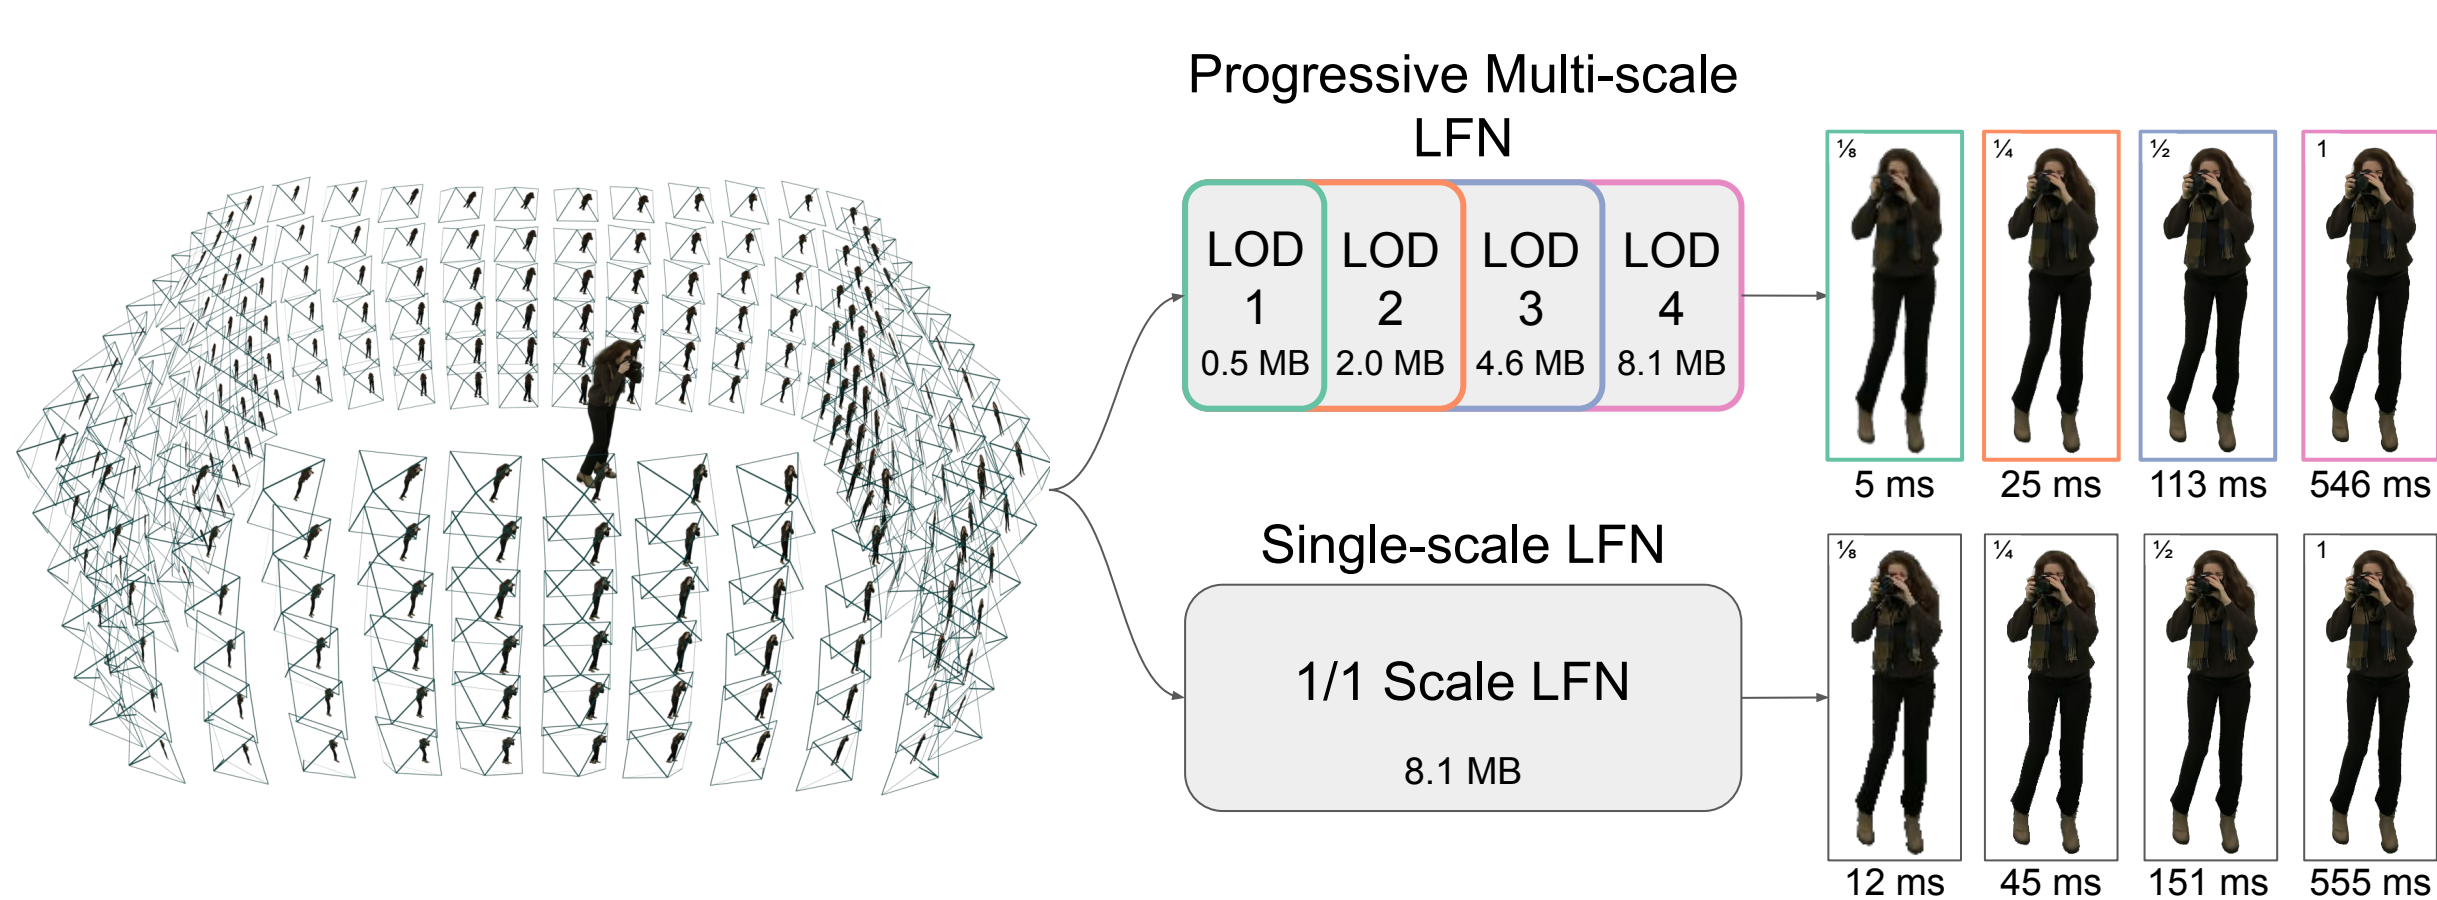 Progressive Multi-scale
LFN
LOD LOD LOD LOD
1 2 3 4
0.5 MB 2.0 MB 4.6 MB 8.1 MB
⅛ ¼ ½ 1
5 ms 25 ms 113 ms 546 ms
Single-scale LFN
1/1 Scale LFN
8.1 MB
⅛ ¼ ½ 1
12 ms 45 ms 151 ms 555 ms